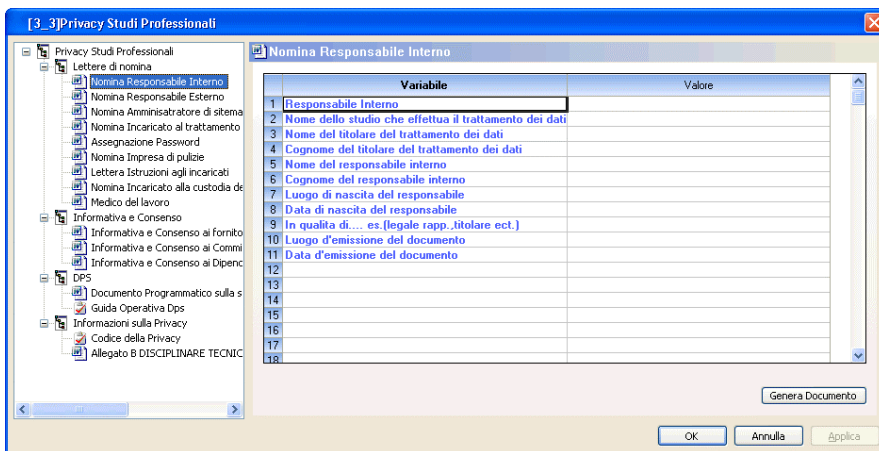 [3_3]Privacy Studi Professionali
Privacy Studi Professionali
Lettere di nomina
Nomina Responsabile Interno
Nomina Responsabile Esterno
Nomina Amminisatratore di sitema
Nomina Incaricato al trattamento
Assegnazione Password
Nomina Impresa di pulizie
Lettera Istruzioni agli incaricati
Nomina Incaricato alla custodia de
Medico del lavoro
Informativa e Consenso
Informativa e Consenso ai fornito
Informativa e Consenso ai Commi
Informativa e Consenso ai Dipenc
DPS
Documento Programmatico sulla s
Guida Operativa Dps
Informazioni sulla Privacy
Codice della Privacy
Allegato B DISCIPLINARE TECNIC
Nomina Responsabile Interno
Variabile Valore
1 Responsabile Interno
2 Nome dello studio che effettua il trattamento dei dati
3 Nome del titolare del trattamento dei dati
4 Cognome del titolare del trattamento dei dati
5 Nome del responsabile interno
6 Cognome del responsabile interno
7 Luogo di nascita del responsabile
8 Data di nascita del responsabile
9 In qualita di.... es.(legale rapp.,titolare ect.)
10 Luogo d'emissione del documento
11 Data d'emissione del documento
12
13
14
15
16
17
18
Genera Documento
OK Annulla Applica